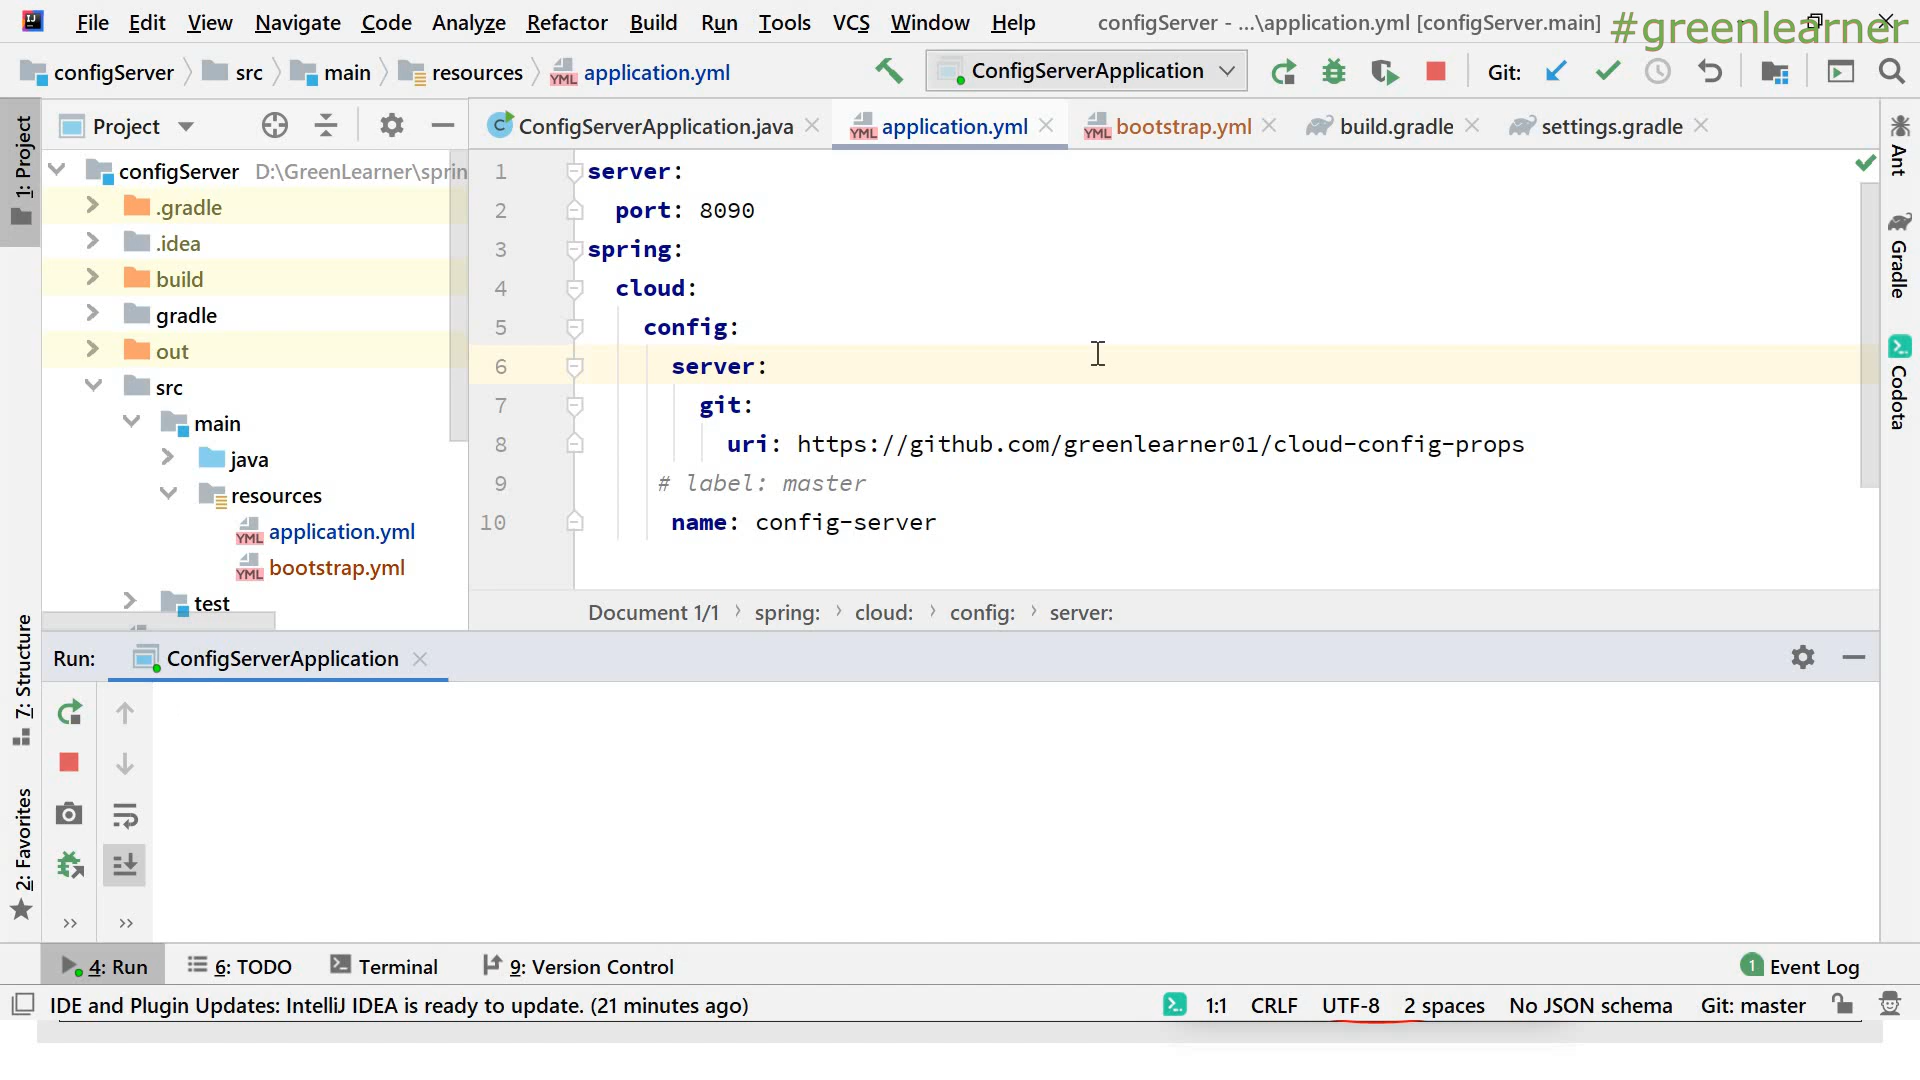 File Edit View Navigate Code Analyze Refactor Build Run Tools VCS Window Help configServer - ...\application.yml [configServer.main]
#greenlearner
configServer src main resources application.yml ConfigServerApplication Git:
1: Project
Project
ConfigServerApplication.java application.yml bootstrap.yml build.gradle settings.gradle
configServer D:\GreenLearner\sprin
.gradle
.idea
build
gradle
out
src
main
java
resources
application.yml
bootstrap.yml
test
1 server:
2 port: 8090
3 spring:
4 cloud:
5 config:
6 server:
7 git:
8 uri: https://github.com/greenlearner01/cloud-config-props
9 # label: master
10 name: config-server
Document 1/1 spring: cloud: config: server:
Ant
Gradle
Codota
7: Structure
2: Favorites
Run: ConfigServerApplication
4: Run 6: TODO Terminal 9: Version Control 1 Event Log
IDE and Plugin Updates: IntelliJ IDEA is ready to update. (21 minutes ago) 1:1 CRLF UTF-8 2 spaces No JSON schema Git: master